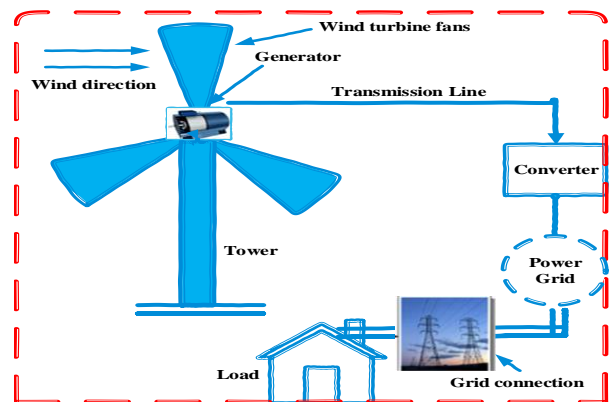 Wind turbine fans
Generator
Wind direction
Transmission Line
Converter
Tower
Power
Grid
Load
Grid connection